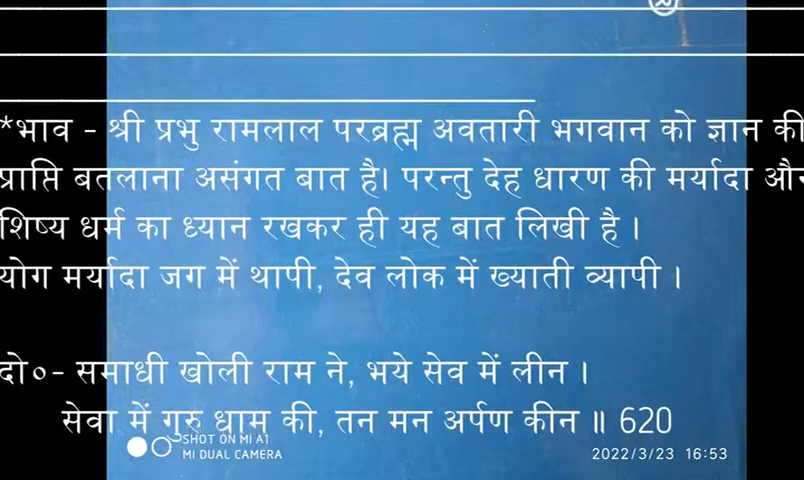 *भाव - श्री प्रभु रामलाल परब्रह्म अवतारी भगवान को ज्ञान की
प्राप्ति बतलाना असंगत बात है। परन्तु देह धारण की मर्यादा और
शिष्य धर्म का ध्यान रखकर ही यह बात लिखी है ।
योग मर्यादा जग में थापी, देव लोक में ख्याती व्यापी ।
दो०- समाधी खोली राम ने, भये सेव में लीन ।
सेवा में गुरु धाम की, तन मन अर्पण कीन ॥ 620
SHOT ON MI A1
MI DUAL CAMERA
2022/3/23 16:53